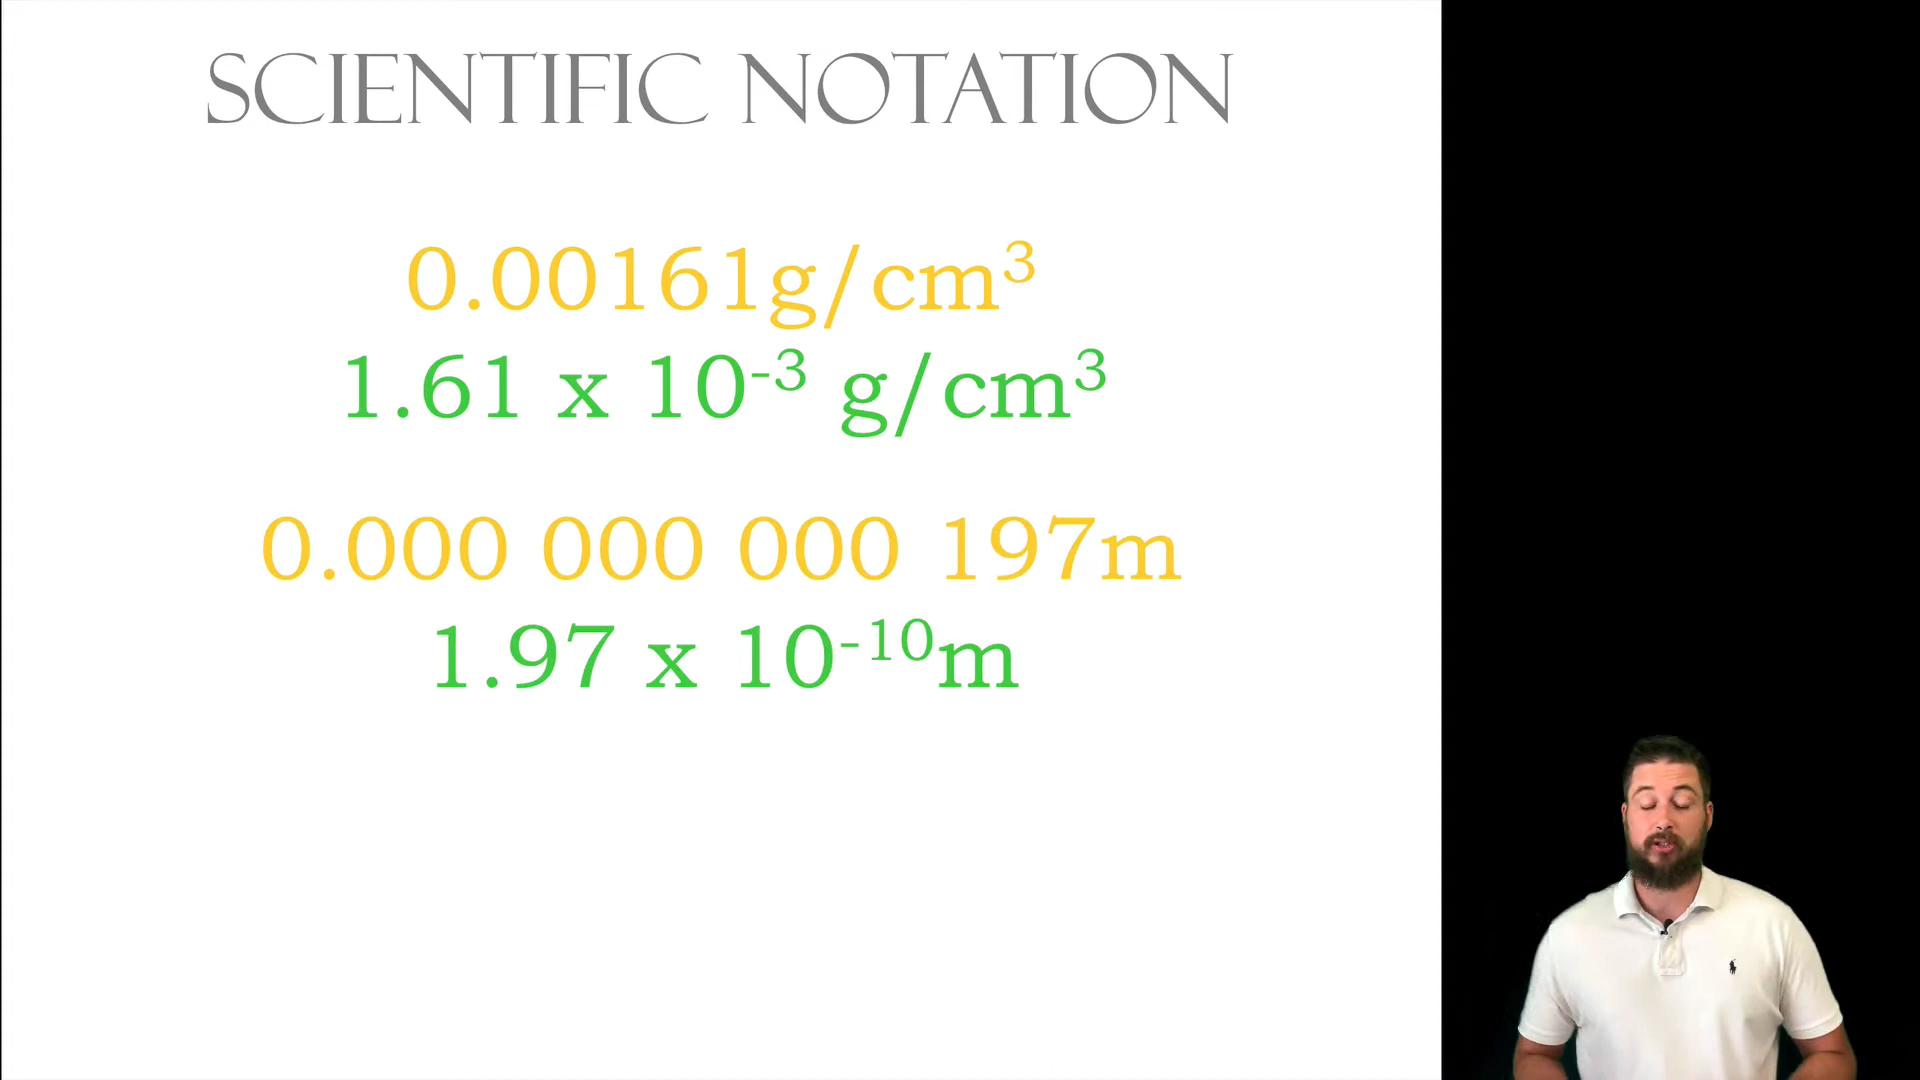 SCIENTIFIC NOTATION
0.00161g/cm³
1.61 x 10⁻³ g/cm³
0.000 000 000 197m
1.97 x 10⁻¹⁰m